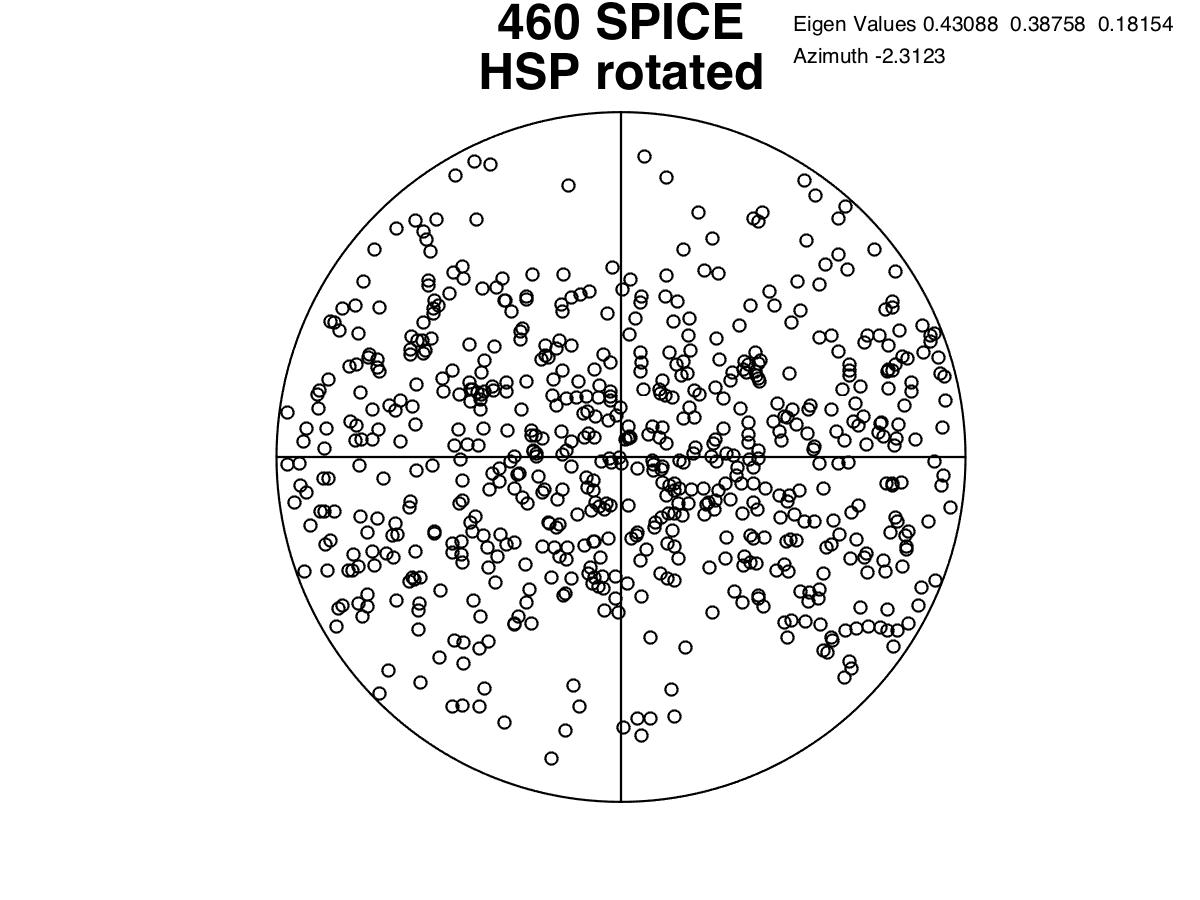 460 SPICE
HSP rotated
Eigen Values 0.43088 0.38758 0.18154
Azimuth -2.3123